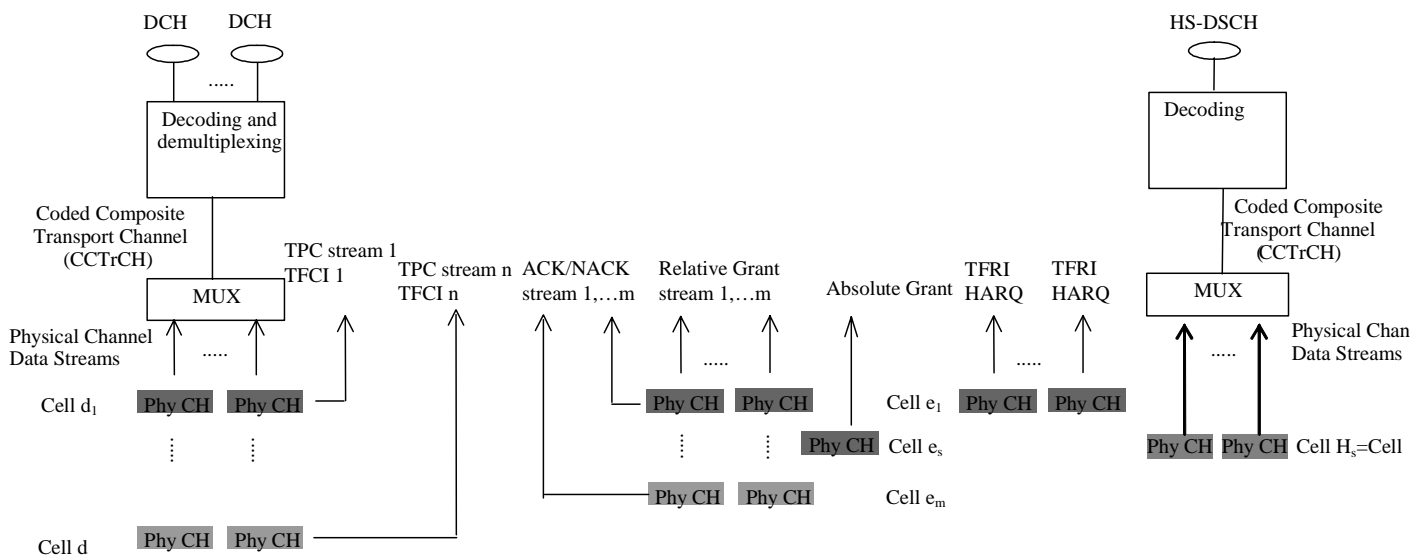 DCH DCH HS-DSCH
.....
Decoding and
demultiplexing
Decoding
Coded Composite
Transport Channel
(CCTrCH)
Coded Composite
Transport Channel
(CCTrCH)
TPC stream 1
TFCI 1
TPC stream n
TFCI n
ACK/NACK
stream 1,…m
Relative Grant
stream 1,…m
Absolute Grant
TFRI
HARQ
TFRI
HARQ
MUX
MUX
Physical Channel
Data Streams
.....
.....
.....
.....
Physical Chan
Data Streams
Cell d1 Phy CH Phy CH
Phy CH Phy CH Cell e1 Phy CH Phy CH
Phy CH Cell es
Phy CH Phy CH Cell Hs=Cell
Phy CH Phy CH Cell em
Cell d Phy CH Phy CH